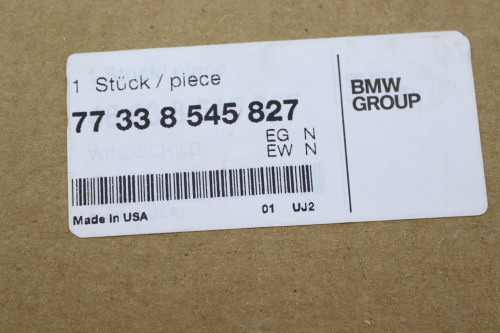 1 Stück / piece
77 33 8 545 827
EG N
EW N
Made in USA
01 UJ2
BMW
GROUP